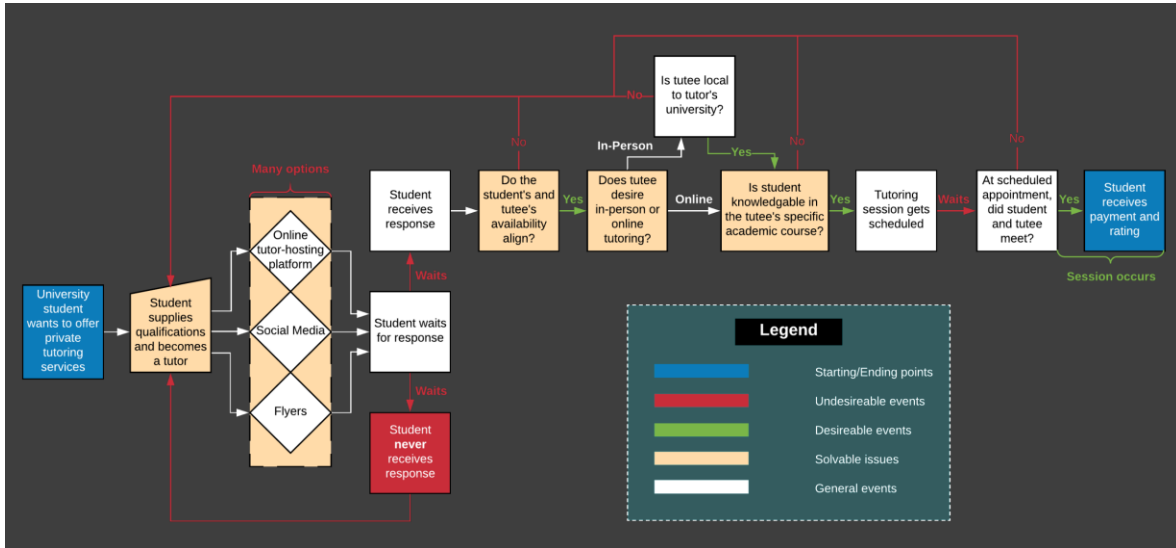 University
student
wants to offer
private
tutoring
services
Student
supplies
qualifications
and becomes
a tutor
Many options
Online
tutor-hosting
platform
Social Media
Flyers
Student
receives
response
Waits
Student waits
for response
Waits
Student
never
receives
response
Do the
student's and
tutee's
availability
align?
No
Yes
Does tutee
desire
in-person or
online
tutoring?
In-Person
Online
Is tutee local
to tutor's
university?
No
Yes
Is student
knowledgable in
the tutee's specific
academic course?
No
Yes
Tutoring
session gets
scheduled
Waits
At scheduled
appointment,
did student
and tutee
meet?
No
Yes
Student
receives
payment and
rating
Session occurs
Legend
Starting/Ending points
Undesireable events
Desireable events
Solvable issues
General events